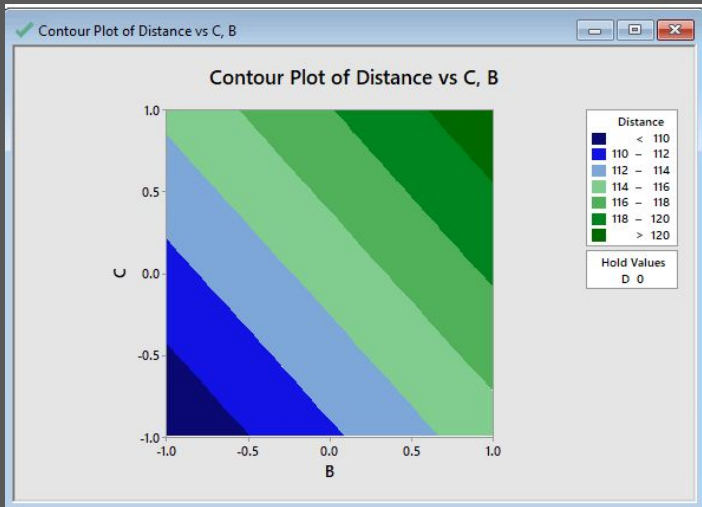 Contour Plot of Distance vs C, B
Contour Plot of Distance vs C, B
1.0
0.5
0.0
-0.5
-1.0
C
-1.0 -0.5 0.0 0.5 1.0
B
Distance
< 110
110 – 112
112 – 114
114 – 116
116 – 118
118 – 120
> 120
Hold Values
D 0